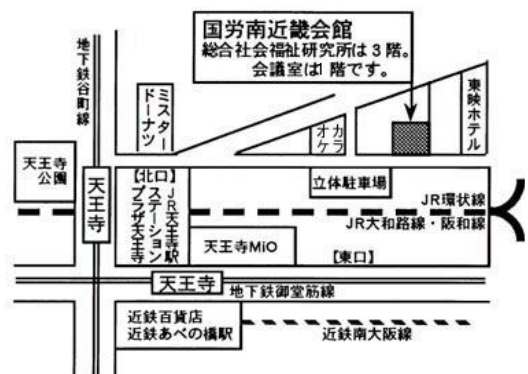 国労南近畿会館
総合社会福祉研究所は3階。
会議室は1階です。
地下鉄谷町線
ミスター
ドーナツ
カラ
オケ
東映ホテル
天王寺
公園
天王寺
【北口】
JR天王寺駅
ステーション
プラザ天王寺
立体駐車場
JR環状線
JR大和路線・阪和線
天王寺MiO
【東口】
天王寺
地下鉄御堂筋線
近鉄百貨店
近鉄あべの橋駅
近鉄南大阪線